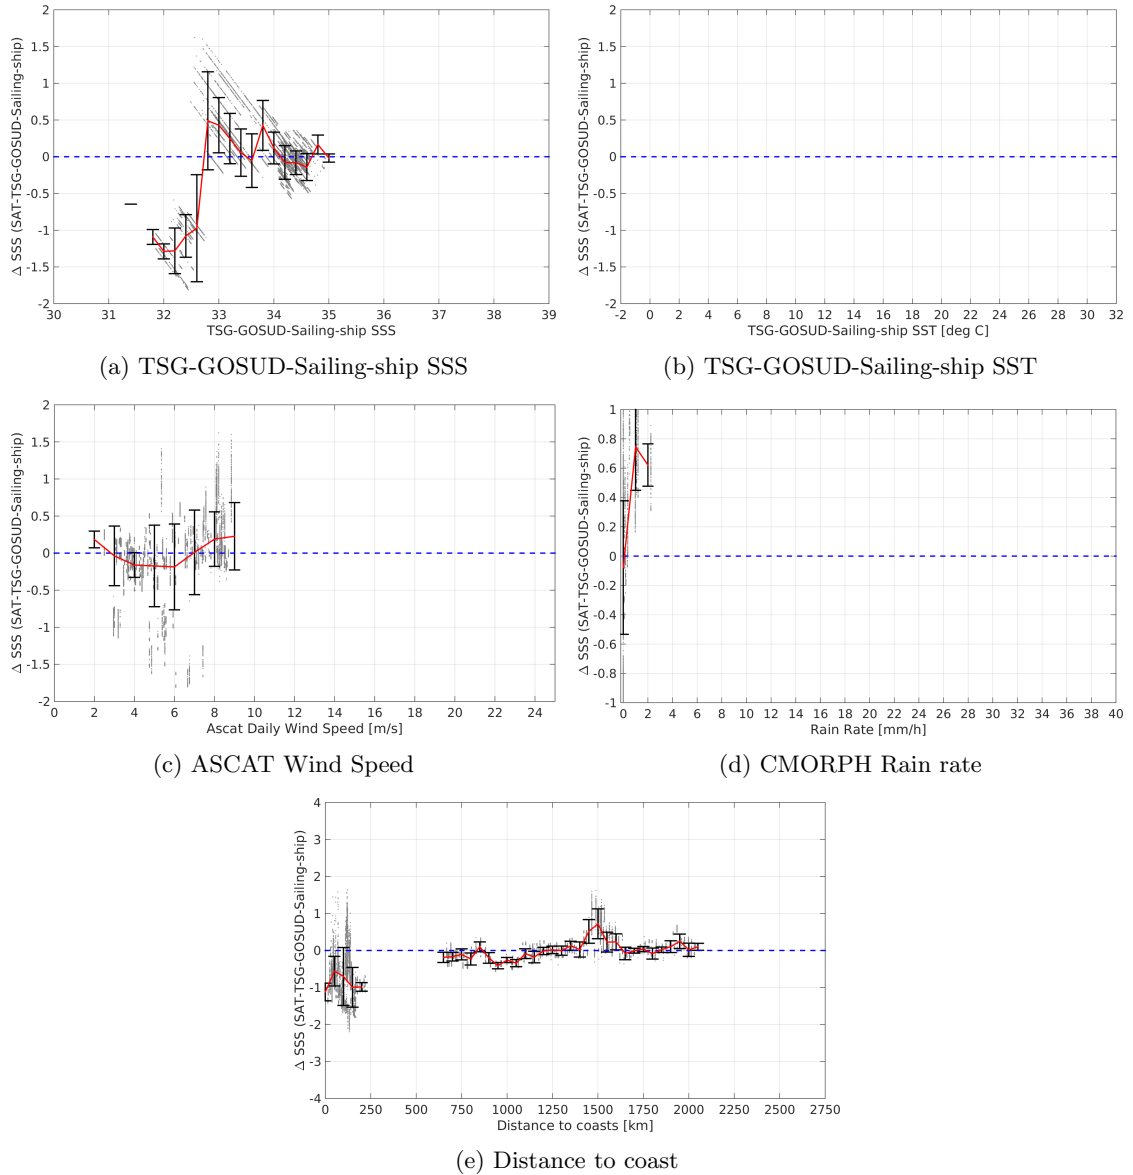 2
1.5
1
0.5
0
-0.5
-1
-1.5
-2
Δ SSS (SAT-TSG-GOSUD-Sailing-ship)
30 31 32 33 34 35 36 37 38 39
TSG-GOSUD-Sailing-ship SSS
(a) TSG-GOSUD-Sailing-ship SSS
2
1.5
1
0.5
0
-0.5
-1
-1.5
-2
Δ SSS (SAT-TSG-GOSUD-Sailing-ship)
-2 0 2 4 6 8 10 12 14 16 18 20 22 24 26 28 30 32
TSG-GOSUD-Sailing-ship SST [deg C]
(b) TSG-GOSUD-Sailing-ship SST
2
1.5
1
0.5
0
-0.5
-1
-1.5
-2
Δ SSS (SAT-TSG-GOSUD-Sailing-ship)
0 2 4 6 8 10 12 14 16 18 20 22 24
Ascat Daily Wind Speed [m/s]
(c) ASCAT Wind Speed
1
0.8
0.6
0.4
0.2
0
-0.2
-0.4
-0.6
-0.8
-1
Δ SSS (SAT-TSG-GOSUD-Sailing-ship)
0 2 4 6 8 10 12 14 16 18 20 22 24 26 28 30 32 34 36 38 40
Rain Rate [mm/h]
(d) CMORPH Rain rate
4
3
2
1
0
-1
-2
-3
-4
Δ SSS (SAT-TSG-GOSUD-Sailing-ship)
0 250 500 750 1000 1250 1500 1750 2000 2250 2500 2750
Distance to coasts [km]
(e) Distance to coast